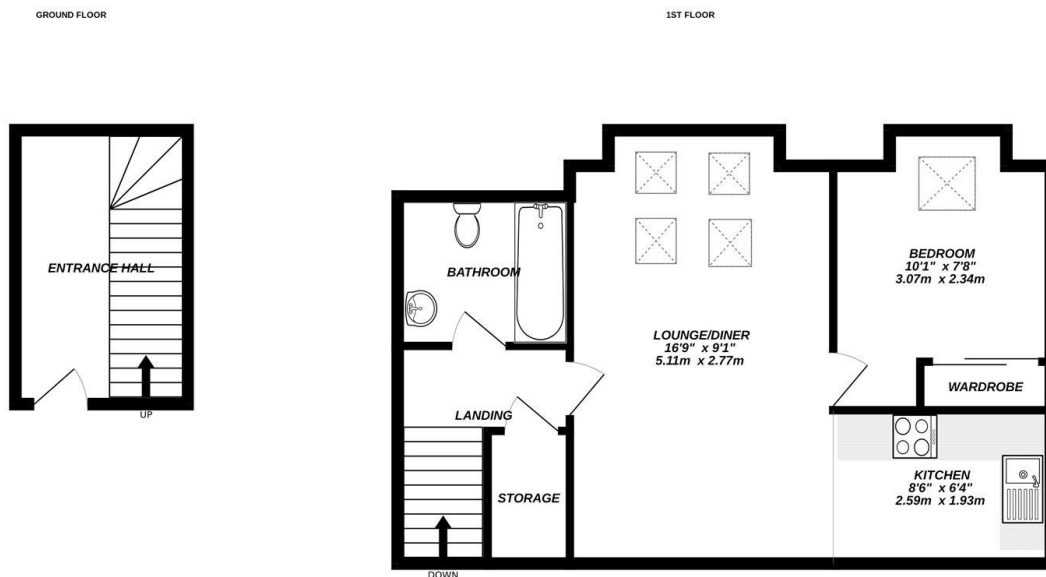 GROUND FLOOR
1ST FLOOR
ENTRANCE HALL
UP
BATHROOM
LOUNGE/DINER
16'9" x 9'1"
5.11m x 2.77m
BEDROOM
10'1" x 7'8"
3.07m x 2.34m
WARDROBE
LANDING
STORAGE
KITCHEN
8'6" x 6'4"
2.59m x 1.93m
DOWN